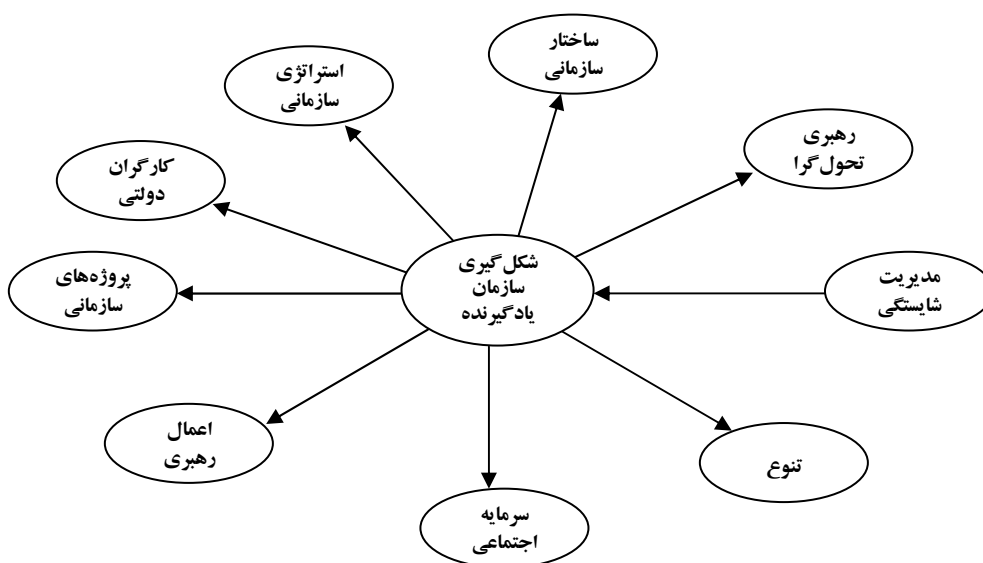 ساختار
سازمانی
استراتژی
سازمانی
رهبری
تحول‌گرا
کارگران
دولتی
شکل‌گیری
سازمان
یادگیرنده
مدیریت
شایستگی
پروژه‌های
سازمانی
اعمال
رهبری
تنوع
سرمایه
اجتماعی